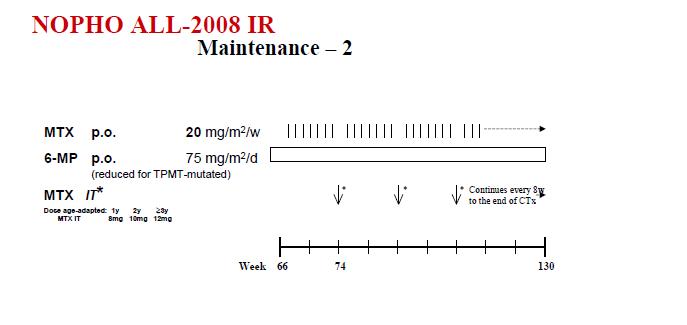 NOPHO ALL-2008 IR
Maintenance – 2
MTX p.o. 20 mg/m²/w
6-MP p.o. 75 mg/m²/d
(reduced for TPMT-mutated)
MTX IT*
* * * Continues every 8w
to the end of CTx
Dose age-adapted: 1y 2y ≥3y
MTX IT 8mg 10mg 12mg
Week 66 74 130